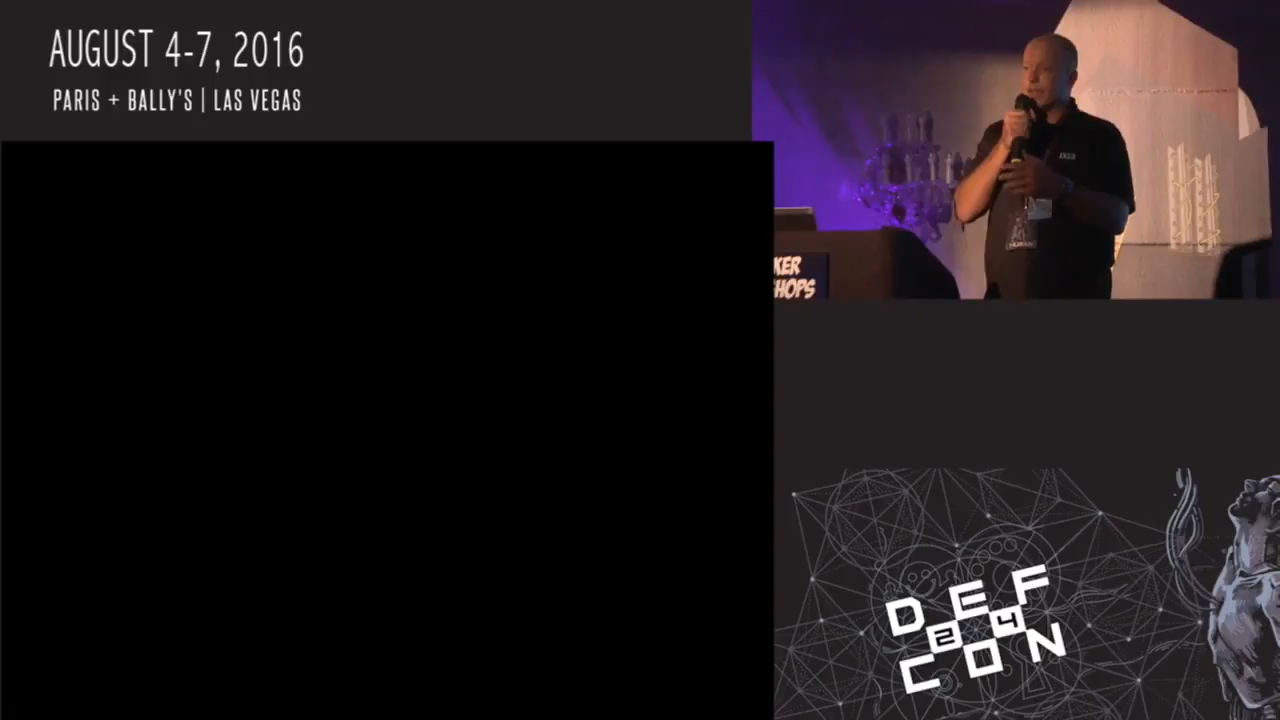 AUGUST 4-7, 2016
PARIS + BALLY'S | LAS VEGAS
KER
HOPS
DEF
24
CON